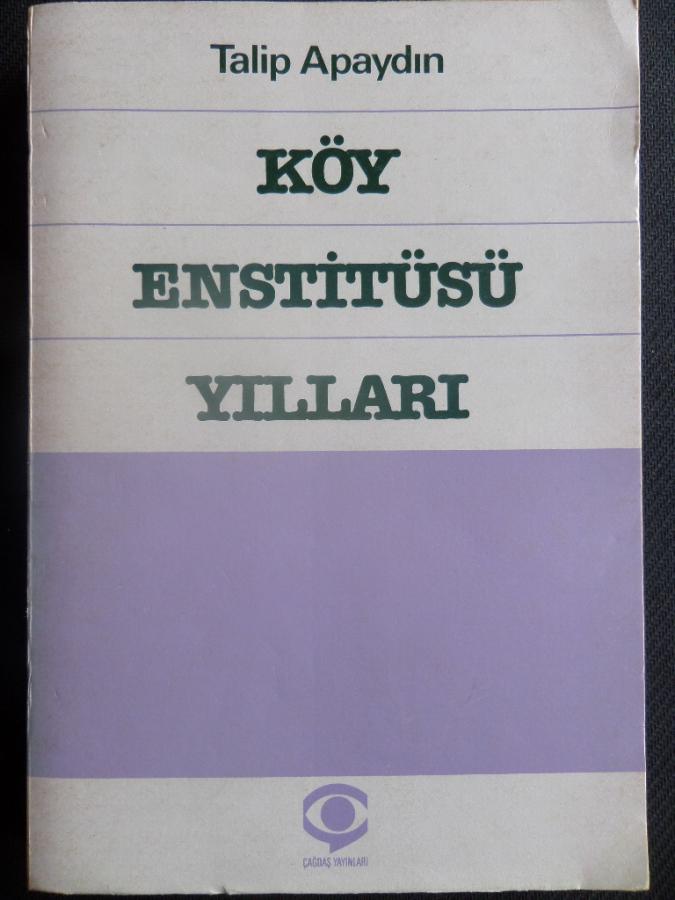 Talip Apaydın
KÖY
ENSTİTÜSÜ
YILLARI
ÇAĞDAŞ YAYINLARI